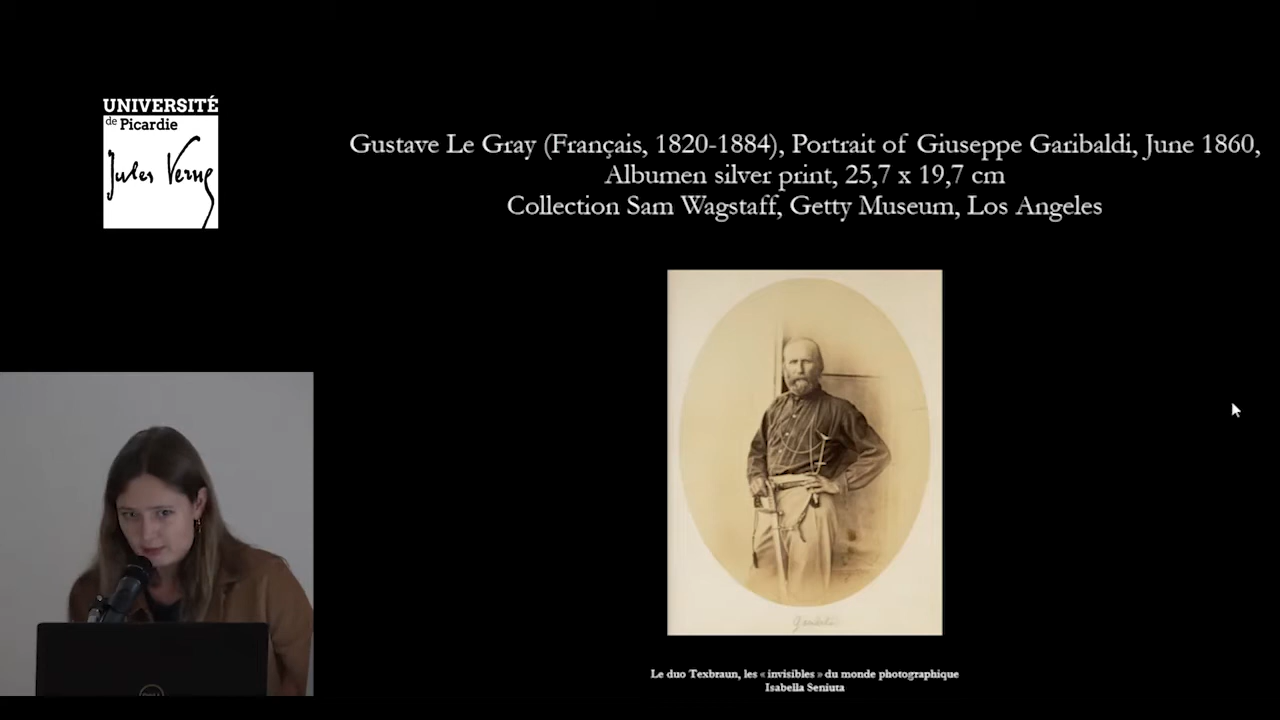 UNIVERSITÉ
de Picardie
Jules Verne
Gustave Le Gray (Français, 1820-1884), Portrait of Giuseppe Garibaldi, June 1860,
Albumen silver print, 25,7 x 19,7 cm
Collection Sam Wagstaff, Getty Museum, Los Angeles
Le duo Texbraun, les « invisibles » du monde photographique
Isabella Seniuta